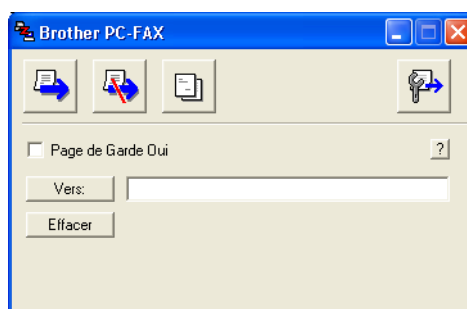 Brother PC-FAX
Page de Garde Oui
?
Vers:
Effacer